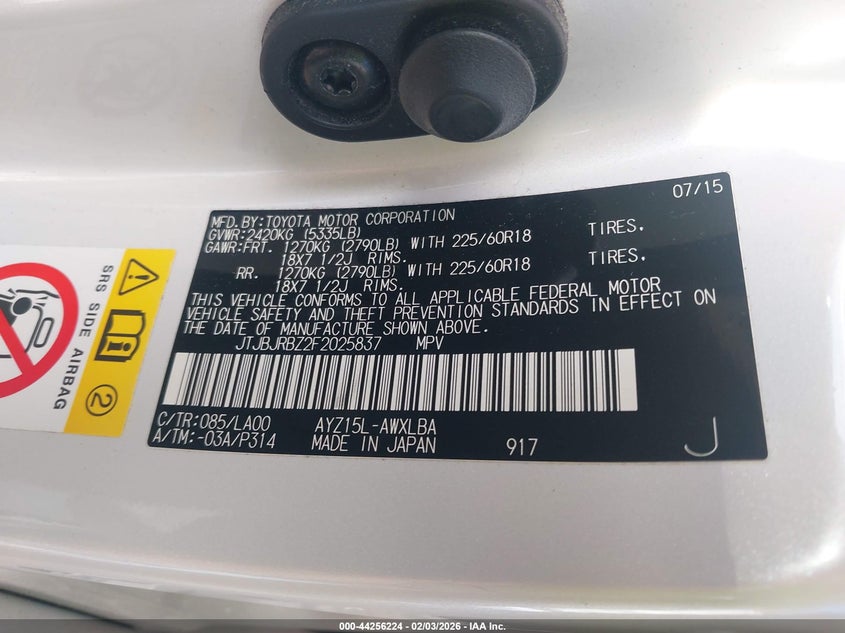 07/15
MFD.BY:TOYOTA MOTOR CORPORATION
GVWR:2420KG (5335LB)
GAWR:FRT. 1270KG (2790LB) WITH 225/60R18 TIRES.
18X7 1/2J RIMS.
RR. 1270KG (2790LB) WITH 225/60R18 TIRES.
18X7 1/2J RIMS.
THIS VEHICLE CONFORMS TO ALL APPLICABLE FEDERAL MOTOR
VEHICLE SAFETY AND THEFT PREVENTION STANDARDS IN EFFECT ON
THE DATE OF MANUFACTURE SHOWN ABOVE.
JTJBJRBZ2F2025837 MPV
C/TR:085/LA00 AYZ15L-AWXLBA
A/TM:-03A/P314 MADE IN JAPAN 917 J
SRS SIDE AIRBAG
2
000-44256224 | 02/03/2026 - IAA Inc.